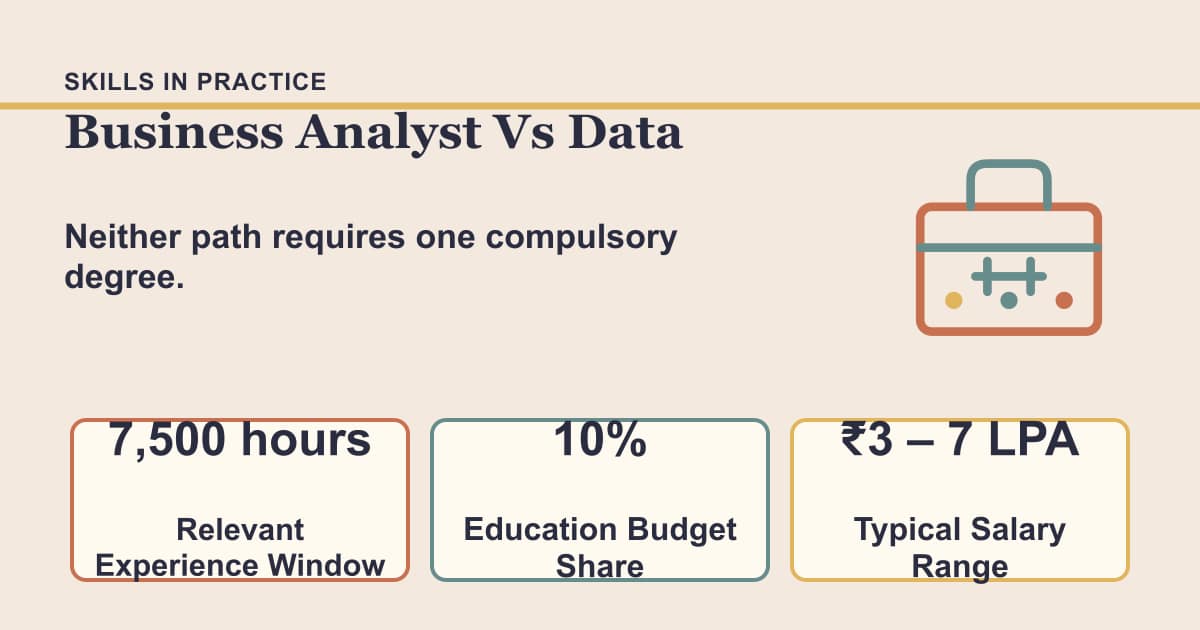 SKILLS IN PRACTICE
Business Analyst Vs Data
Neither path requires one compulsory
degree.
7,500 hours
Relevant
Experience Window
10%
Education Budget
Share
₹3 – 7 LPA
Typical Salary
Range